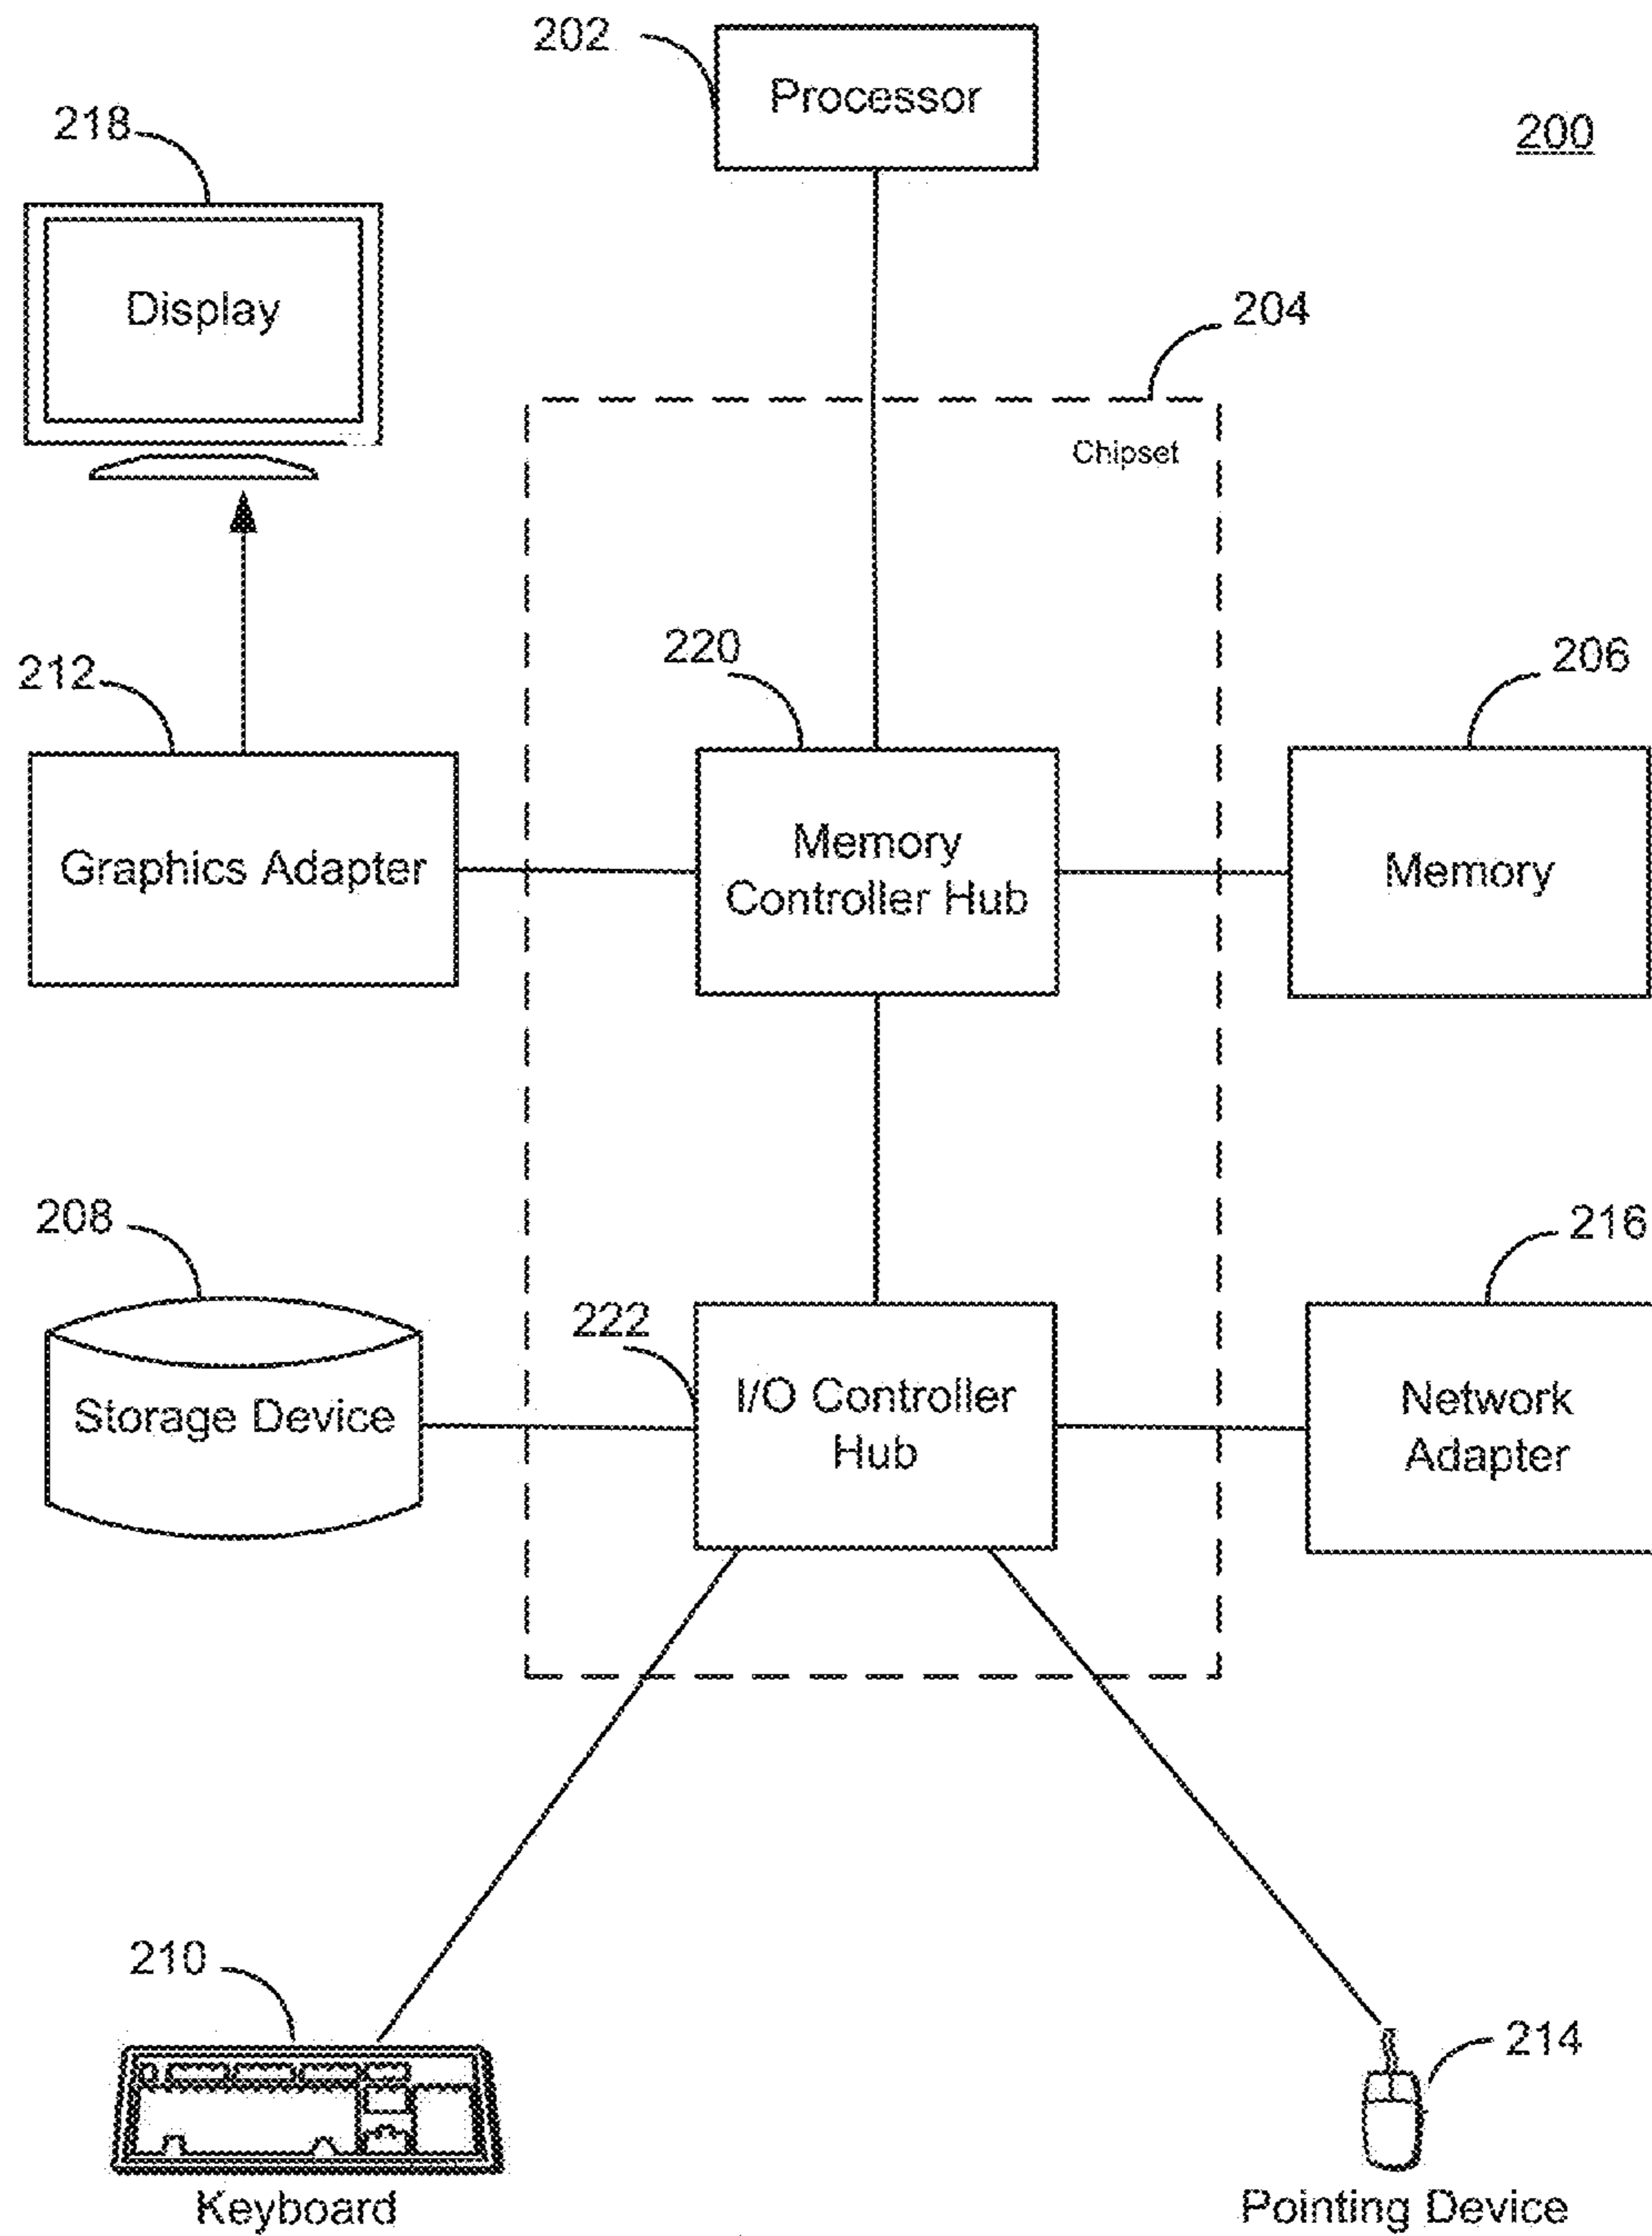 202
Processor
200
218
Display
204
Chipset
212
220
206
Graphics Adapter
Memory
Controller Hub
Memory
208
222
216
Storage Device
I/O Controller
Hub
Network
Adapter
210
214
Keyboard
Pointing Device